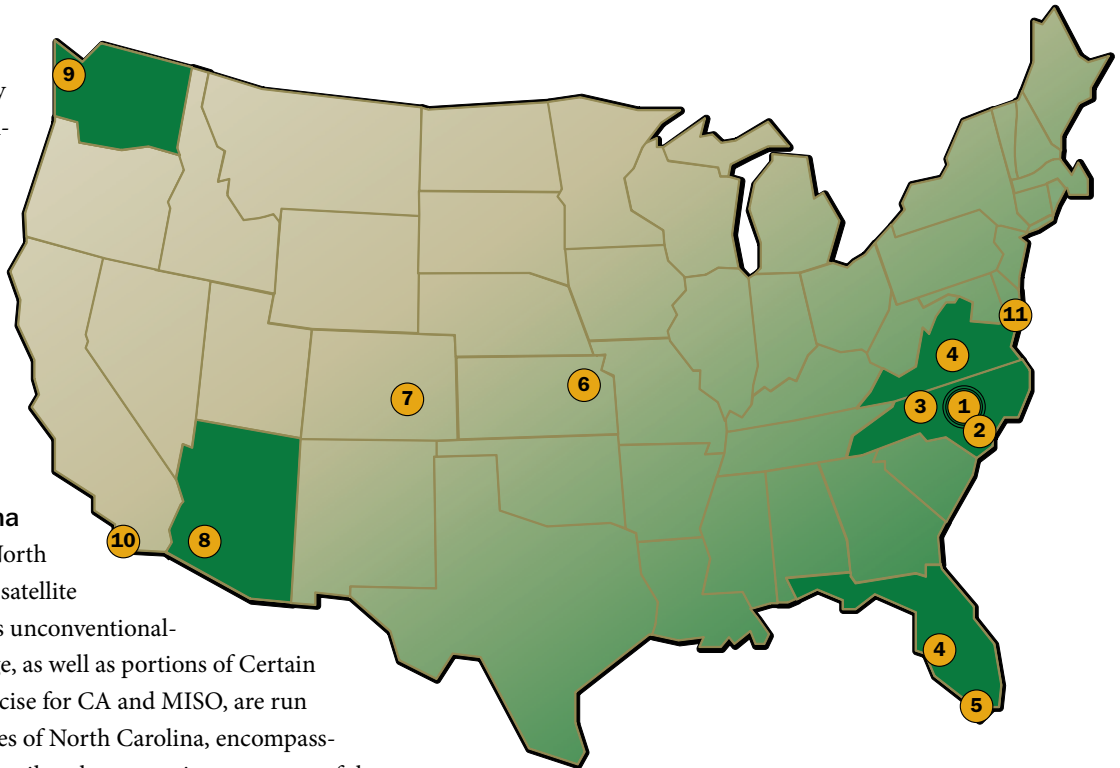 y
-
na
North
satellite
s unconventional-
ge, as well as portions of Certain
cise for CA and MISO, are run
es of North Carolina, encompass-
9
11
4
7
6
3
1
2
10
8
4
5